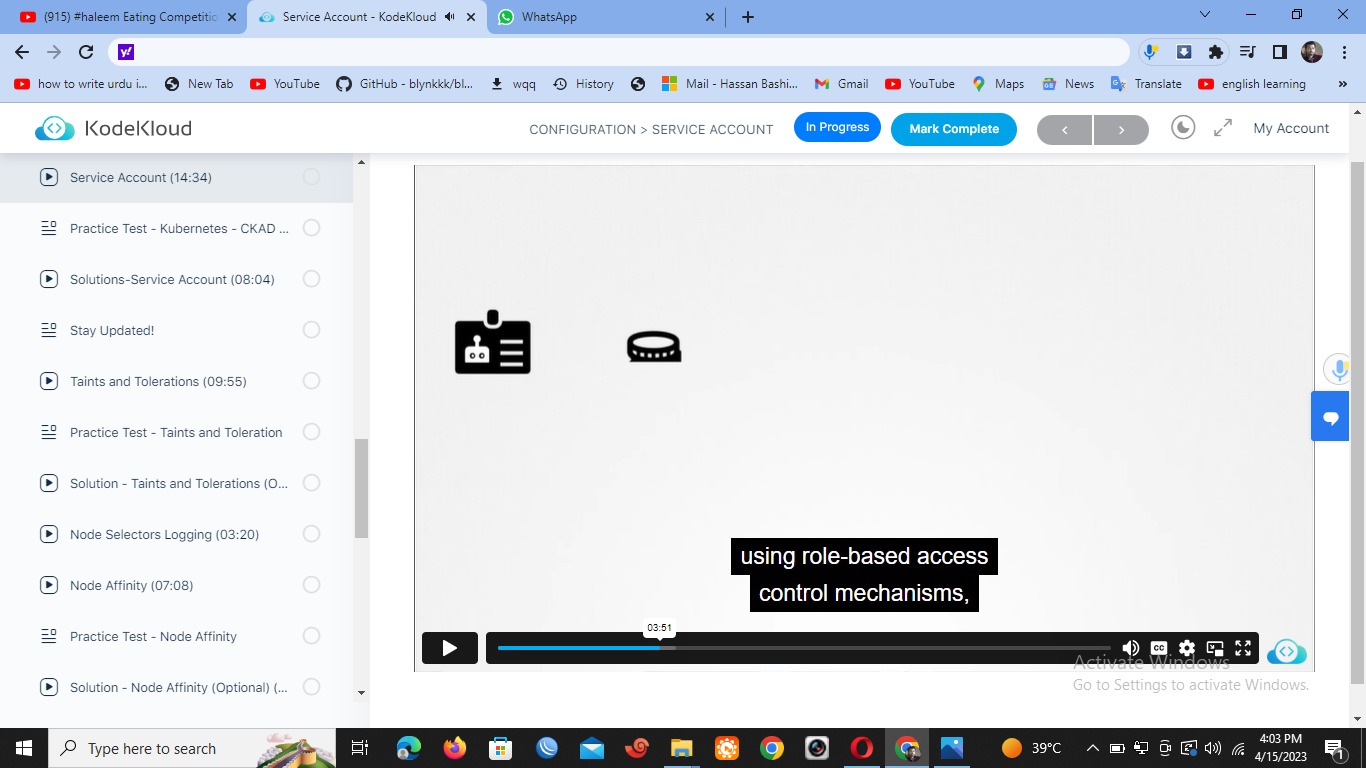 (915) #haleem Eating Competitio
Service Account - KodeKloud
WhatsApp
y!
how to write urdu i...
New Tab
YouTube
GitHub - blynkkk/bl...
wqq
History
Mail - Hassan Bashi...
Gmail
YouTube
Maps
News
Translate
english learning
»
KodeKloud
CONFIGURATION > SERVICE ACCOUNT
In Progress
Mark Complete
My Account
Service Account (14:34)
Practice Test - Kubernetes - CKAD ...
Solutions-Service Account (08:04)
Stay Updated!
Taints and Tolerations (09:55)
Practice Test - Taints and Toleration
Solution - Taints and Tolerations (O...
Node Selectors Logging (03:20)
Node Affinity (07:08)
Practice Test - Node Affinity
Solution - Node Affinity (Optional) (...
using role-based access
control mechanisms,
03:51
CC
Activate Windows
Go to Settings to activate Windows.
Type here to search
39°C
4:03 PM
4/15/2023
1